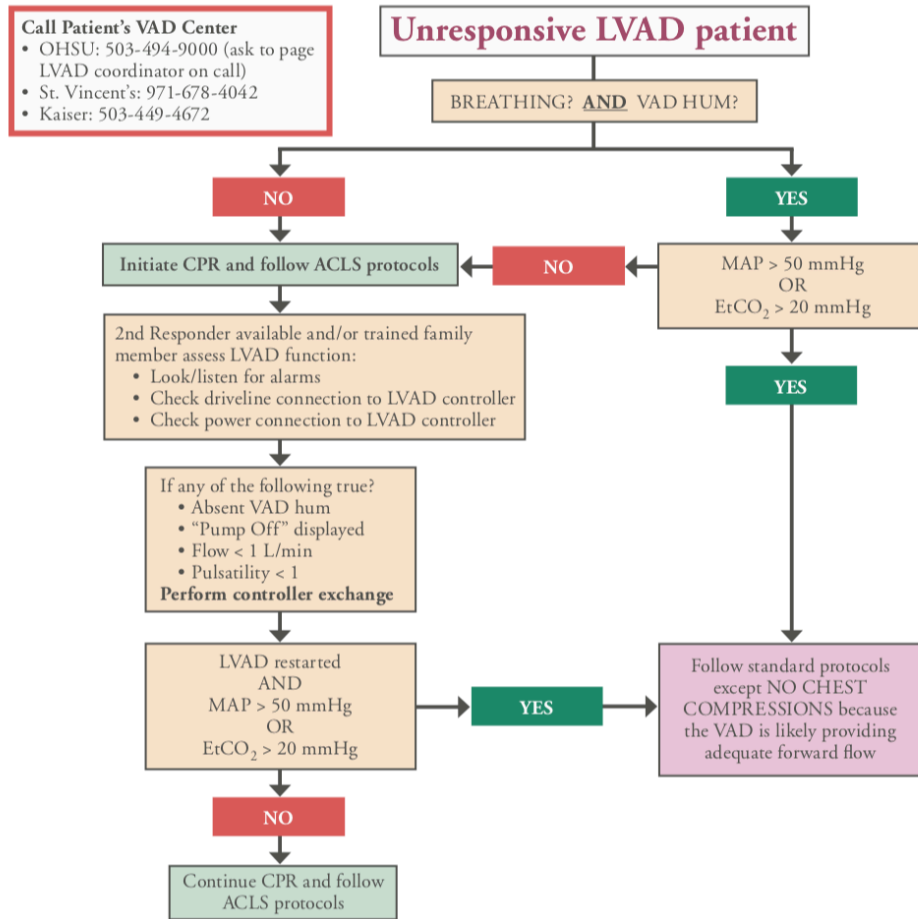 Call Patient's VAD Center
• OHSU: 503-494-9000 (ask to page
LVAD coordinator on call)
• St. Vincent's: 971-678-4042
• Kaiser: 503-449-4672
Unresponsive LVAD patient
BREATHING? AND VAD HUM?
NO
YES
Initiate CPR and follow ACLS protocols
NO
MAP > 50 mmHg
OR
EtCO₂ > 20 mmHg
2nd Responder available and/or trained family
member assess LVAD function:
• Look/listen for alarms
• Check driveline connection to LVAD controller
• Check power connection to LVAD controller
YES
If any of the following true?
• Absent VAD hum
• “Pump Off” displayed
• Flow < 1 L/min
• Pulsatility < 1
Perform controller exchange
LVAD restarted
AND
MAP > 50 mmHg
OR
EtCO₂ > 20 mmHg
YES
Follow standard protocols
except NO CHEST
COMPRESSIONS because
the VAD is likely providing
adequate forward flow
NO
Continue CPR and follow
ACLS protocols